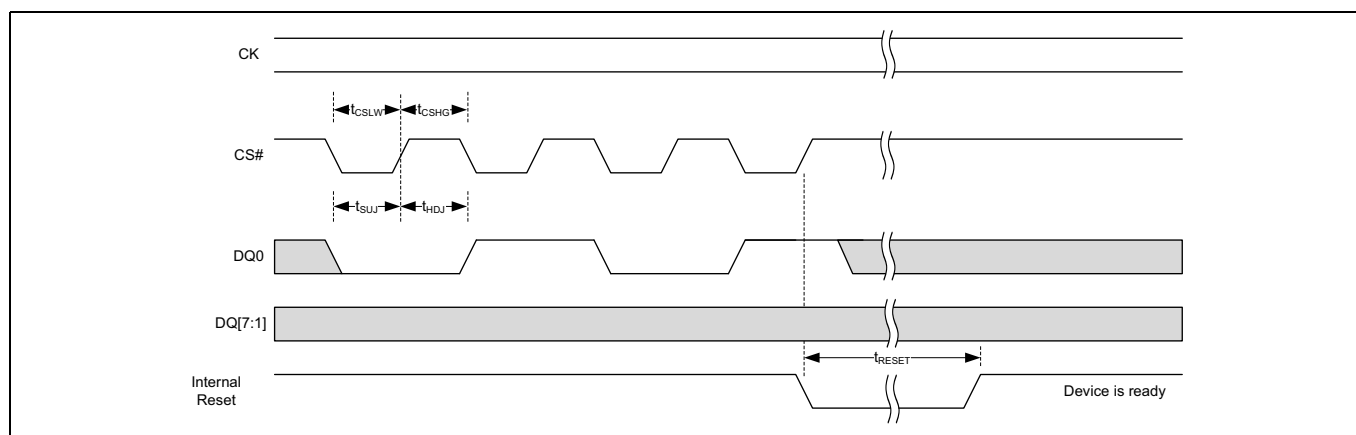 CK
tCSLW
tCSHG
CS#
tSUJ
tHDJ
DQ0
DQ[7:1]
tRESET
Internal
Reset
Device is ready